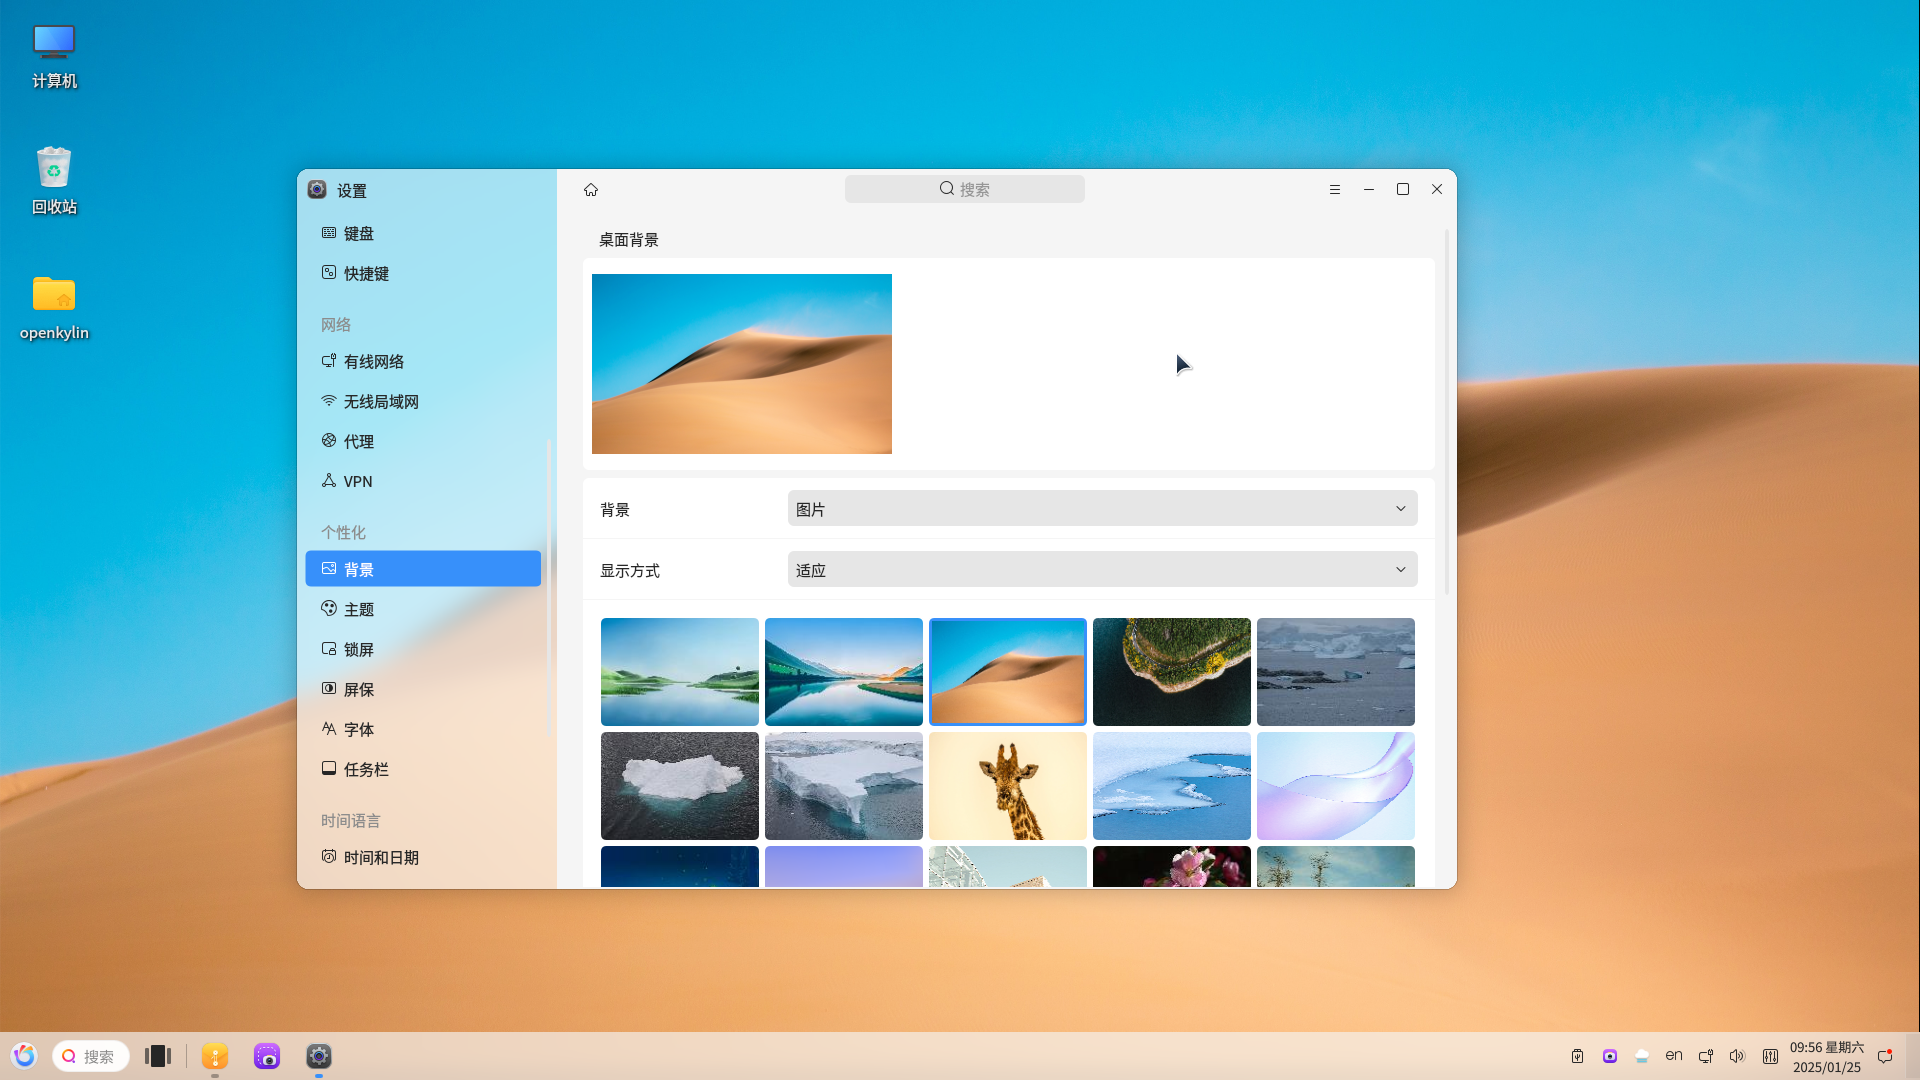 计算机
回收站
openkylin
设置
键盘
快捷键
网络
有线网络
无线局域网
代理
VPN
个性化
背景
主题
锁屏
屏保
字体
任务栏
时间语言
时间和日期
搜索
桌面背景
背景
图片
显示方式
适应
搜索
en
09:56 星期六
2025/01/25